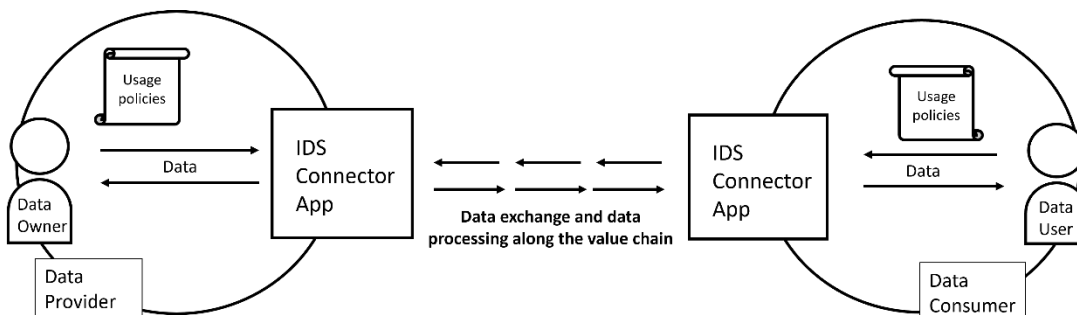 Usage
policies
Data
IDS
Connector
App
Data
Owner
Data
Provider
Data exchange and data
processing along the value chain
IDS
Connector
App
Usage
policies
Data
Data
User
Data
Consumer